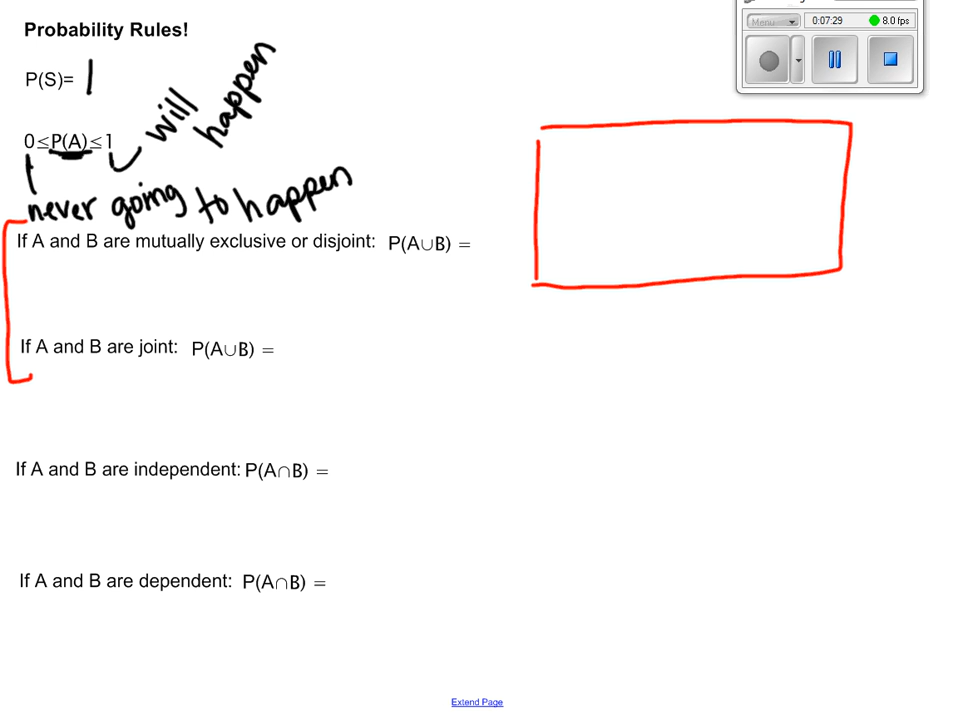 Probability Rules!
Menu 0:07:29 8.0 fps
P(S)= 1
will happen
0≤P(A)≤1
never going to happen
If A and B are mutually exclusive or disjoint: P(A∪B) =
If A and B are joint: P(A∪B) =
If A and B are independent: P(A∩B) =
If A and B are dependent: P(A∩B) =
Extend Page